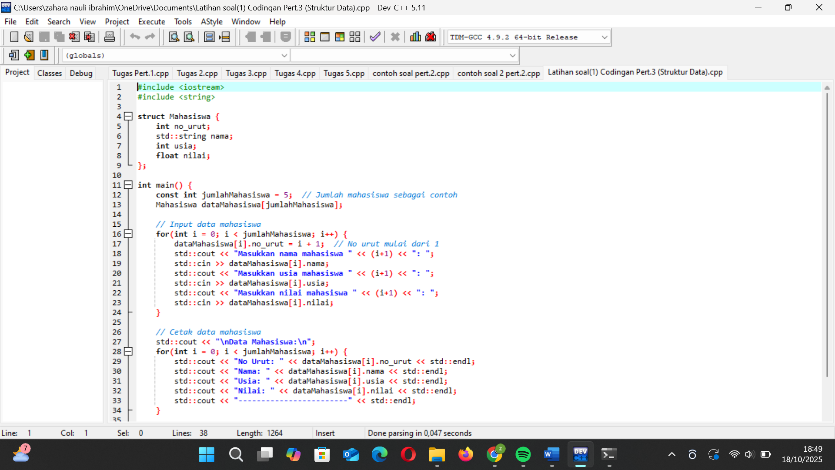 C:\Users\zahara nauli ibrahim\OneDrive\Documents\Latihan soal(1) Codingan Pert.3 (Struktur Data).cpp - Dev-C++ 5.11
File Edit Search View Project Execute Tools AStyle Window Help
TDM-GCC 4.9.2 64-bit Release
(globals)
Project Classes Debug
Tugas Pert.1.cpp Tugas 2.cpp Tugas 3.cpp Tugas 4.cpp Tugas 5.cpp contoh soal pert.2.cpp contoh soal 2 pert.2.cpp Latihan soal(1) Codingan Pert.3 (Struktur Data).cpp
1 #include <iostream>
2 #include <string>
3
4 struct Mahasiswa {
5 int no_urut;
6 std::string nama;
7 int usia;
8 float nilai;
9 };
10
11 int main() {
12 const int jumlahMahasiswa = 5; // Jumlah mahasiswa sebagai contoh
13 Mahasiswa dataMahasiswa[jumlahMahasiswa];
14
15 // Input data mahasiswa
16 for(int i = 0; i < jumlahMahasiswa; i++) {
17 dataMahasiswa[i].no_urut = i + 1; // No urut mulai dari 1
18 std::cout << "Masukkan nama mahasiswa " << (i+1) << ": ";
19 std::cin >> dataMahasiswa[i].nama;
20 std::cout << "Masukkan usia mahasiswa " << (i+1) << ": ";
21 std::cin >> dataMahasiswa[i].usia;
22 std::cout << "Masukkan nilai mahasiswa " << (i+1) << ": ";
23 std::cin >> dataMahasiswa[i].nilai;
24 }
25
26 // Cetak data mahasiswa
27 std::cout << "\nData Mahasiswa:\n";
28 for(int i = 0; i < jumlahMahasiswa; i++) {
29 std::cout << "No Urut: " << dataMahasiswa[i].no_urut << std::endl;
30 std::cout << "Nama: " << dataMahasiswa[i].nama << std::endl;
31 std::cout << "Usia: " << dataMahasiswa[i].usia << std::endl;
32 std::cout << "Nilai: " << dataMahasiswa[i].nilai << std::endl;
33 std::cout << "------------------------" << std::endl;
34 }
35
Line: 1 Col: 1 Sel: 0 Lines: 38 Length: 1264 Insert Done parsing in 0,047 seconds
18:49
18/10/2025